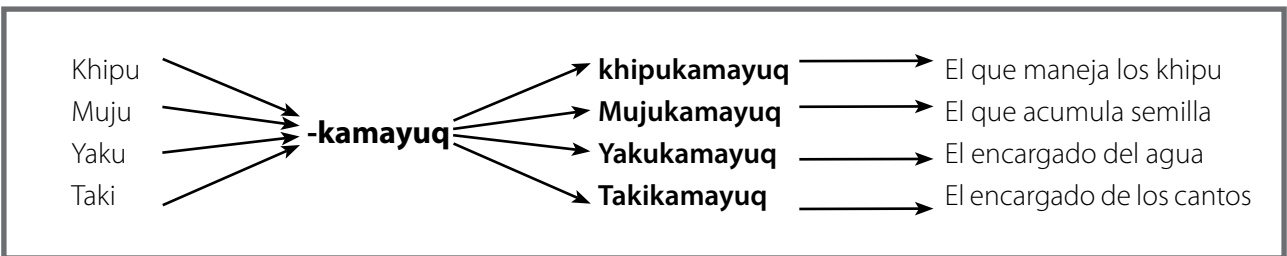 Khipu
Muju
Yaku
Taki
-kamayuq
khipukamayuq
Mujukamayuq
Yakukamayuq
Takikamayuq
El que maneja los khipu
El que acumula semilla
El encargado del agua
El encargado de los cantos